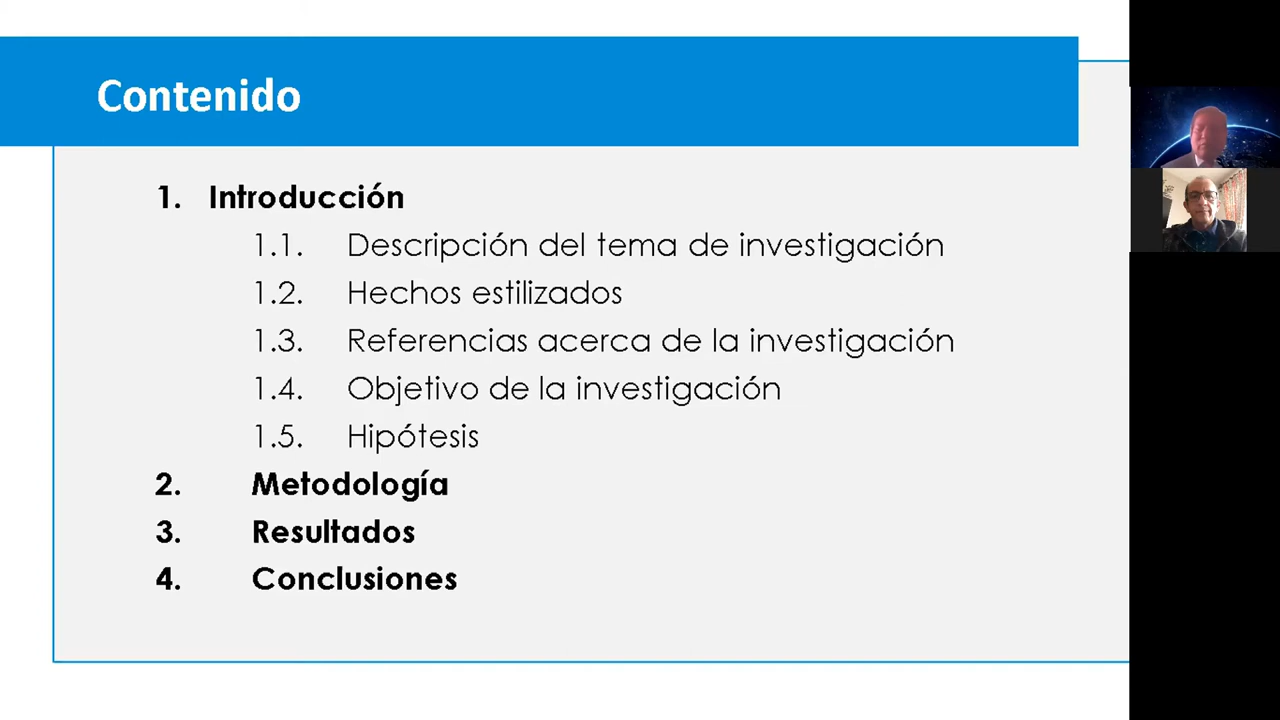 Contenido
1. Introducción
1.1. Descripción del tema de investigación
1.2. Hechos estilizados
1.3. Referencias acerca de la investigación
1.4. Objetivo de la investigación
1.5. Hipótesis
2. Metodología
3. Resultados
4. Conclusiones